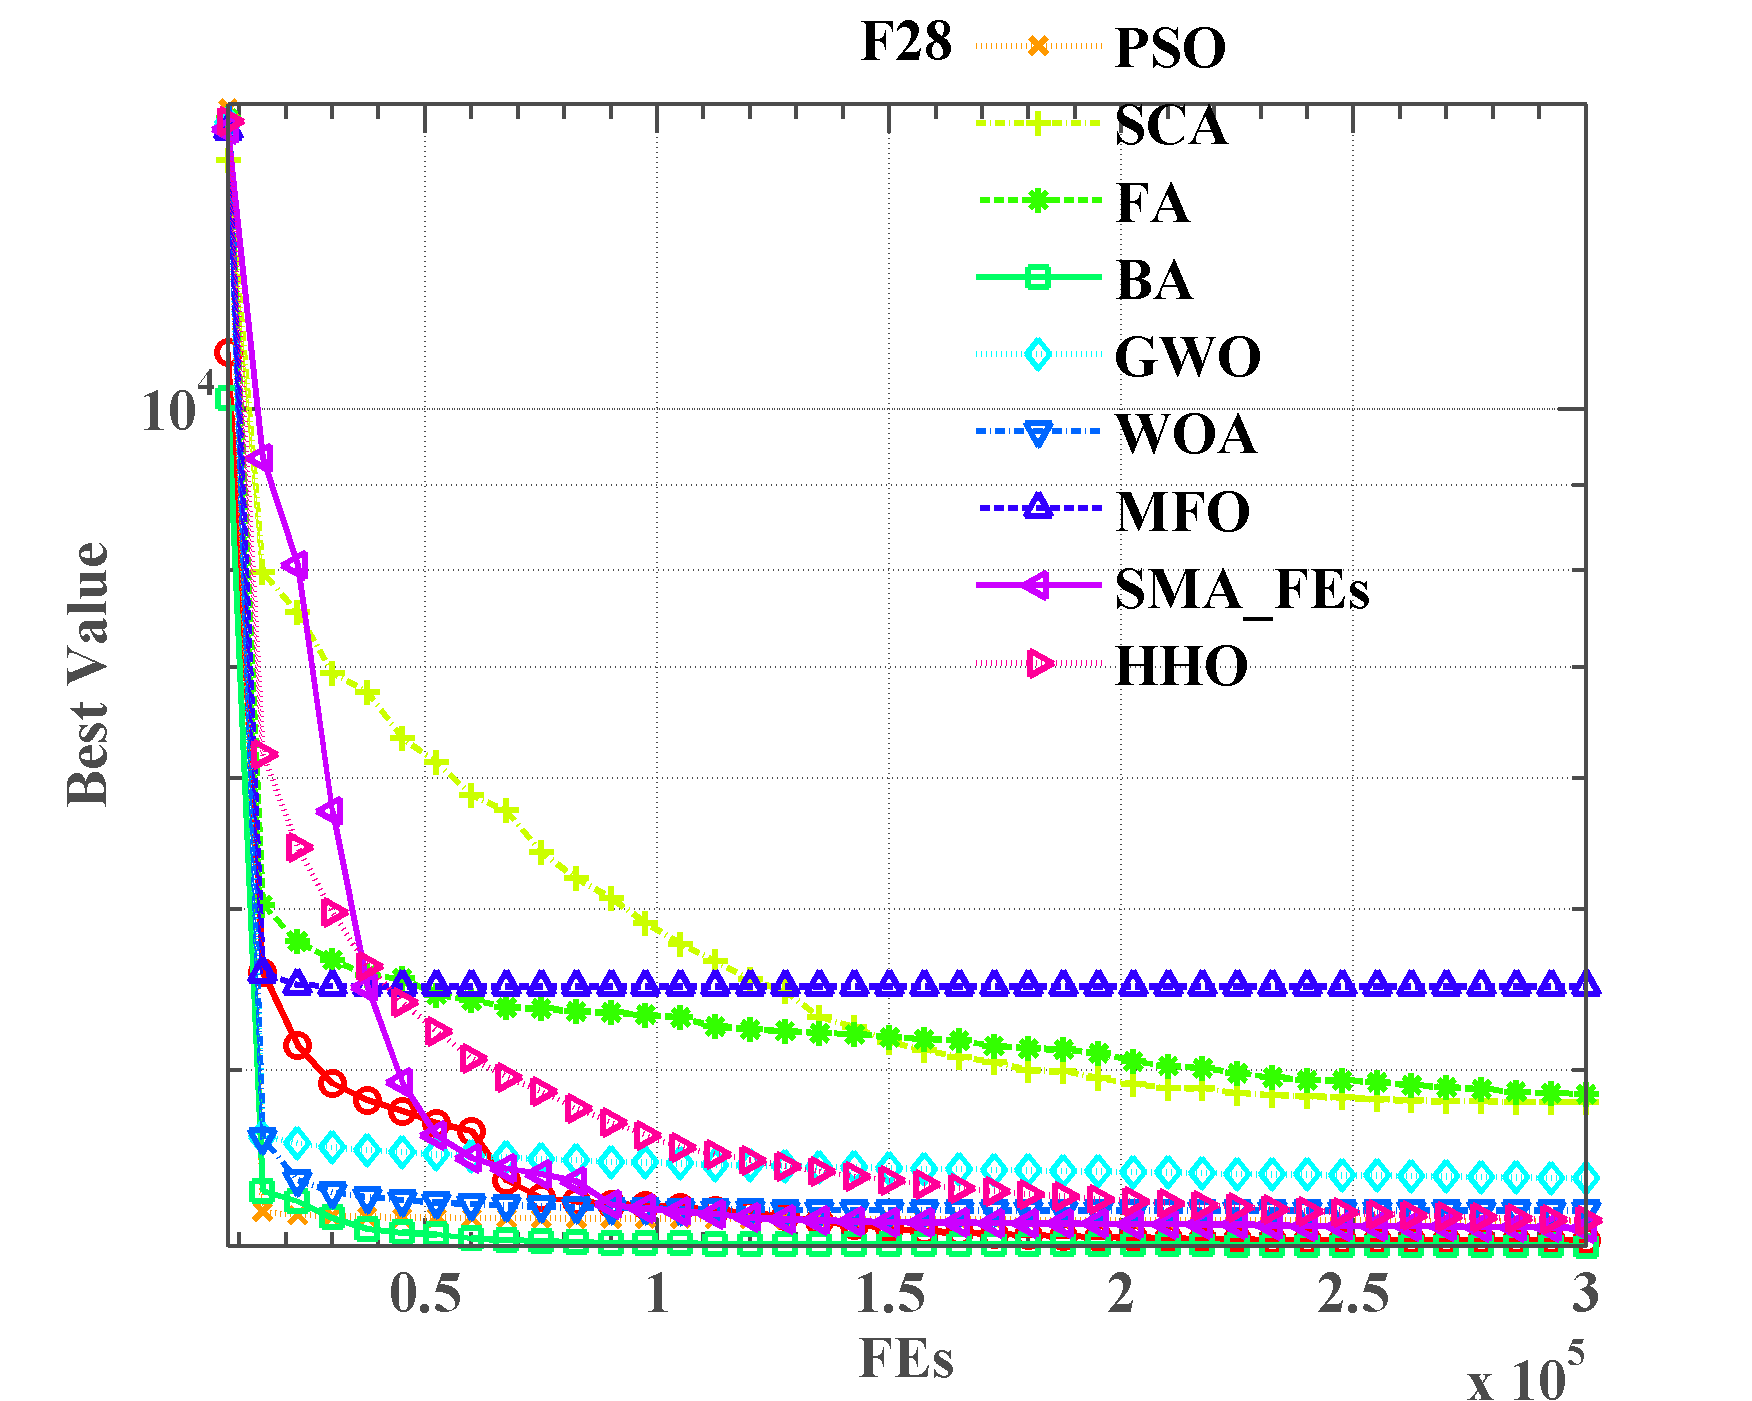 F28
PSO
SCA
FA
BA
GWO
WOA
MFO
SMA_FEs
HHO
10^4
Best Value
0.5 1 1.5 2 2.5 3
FEs
x 10^5